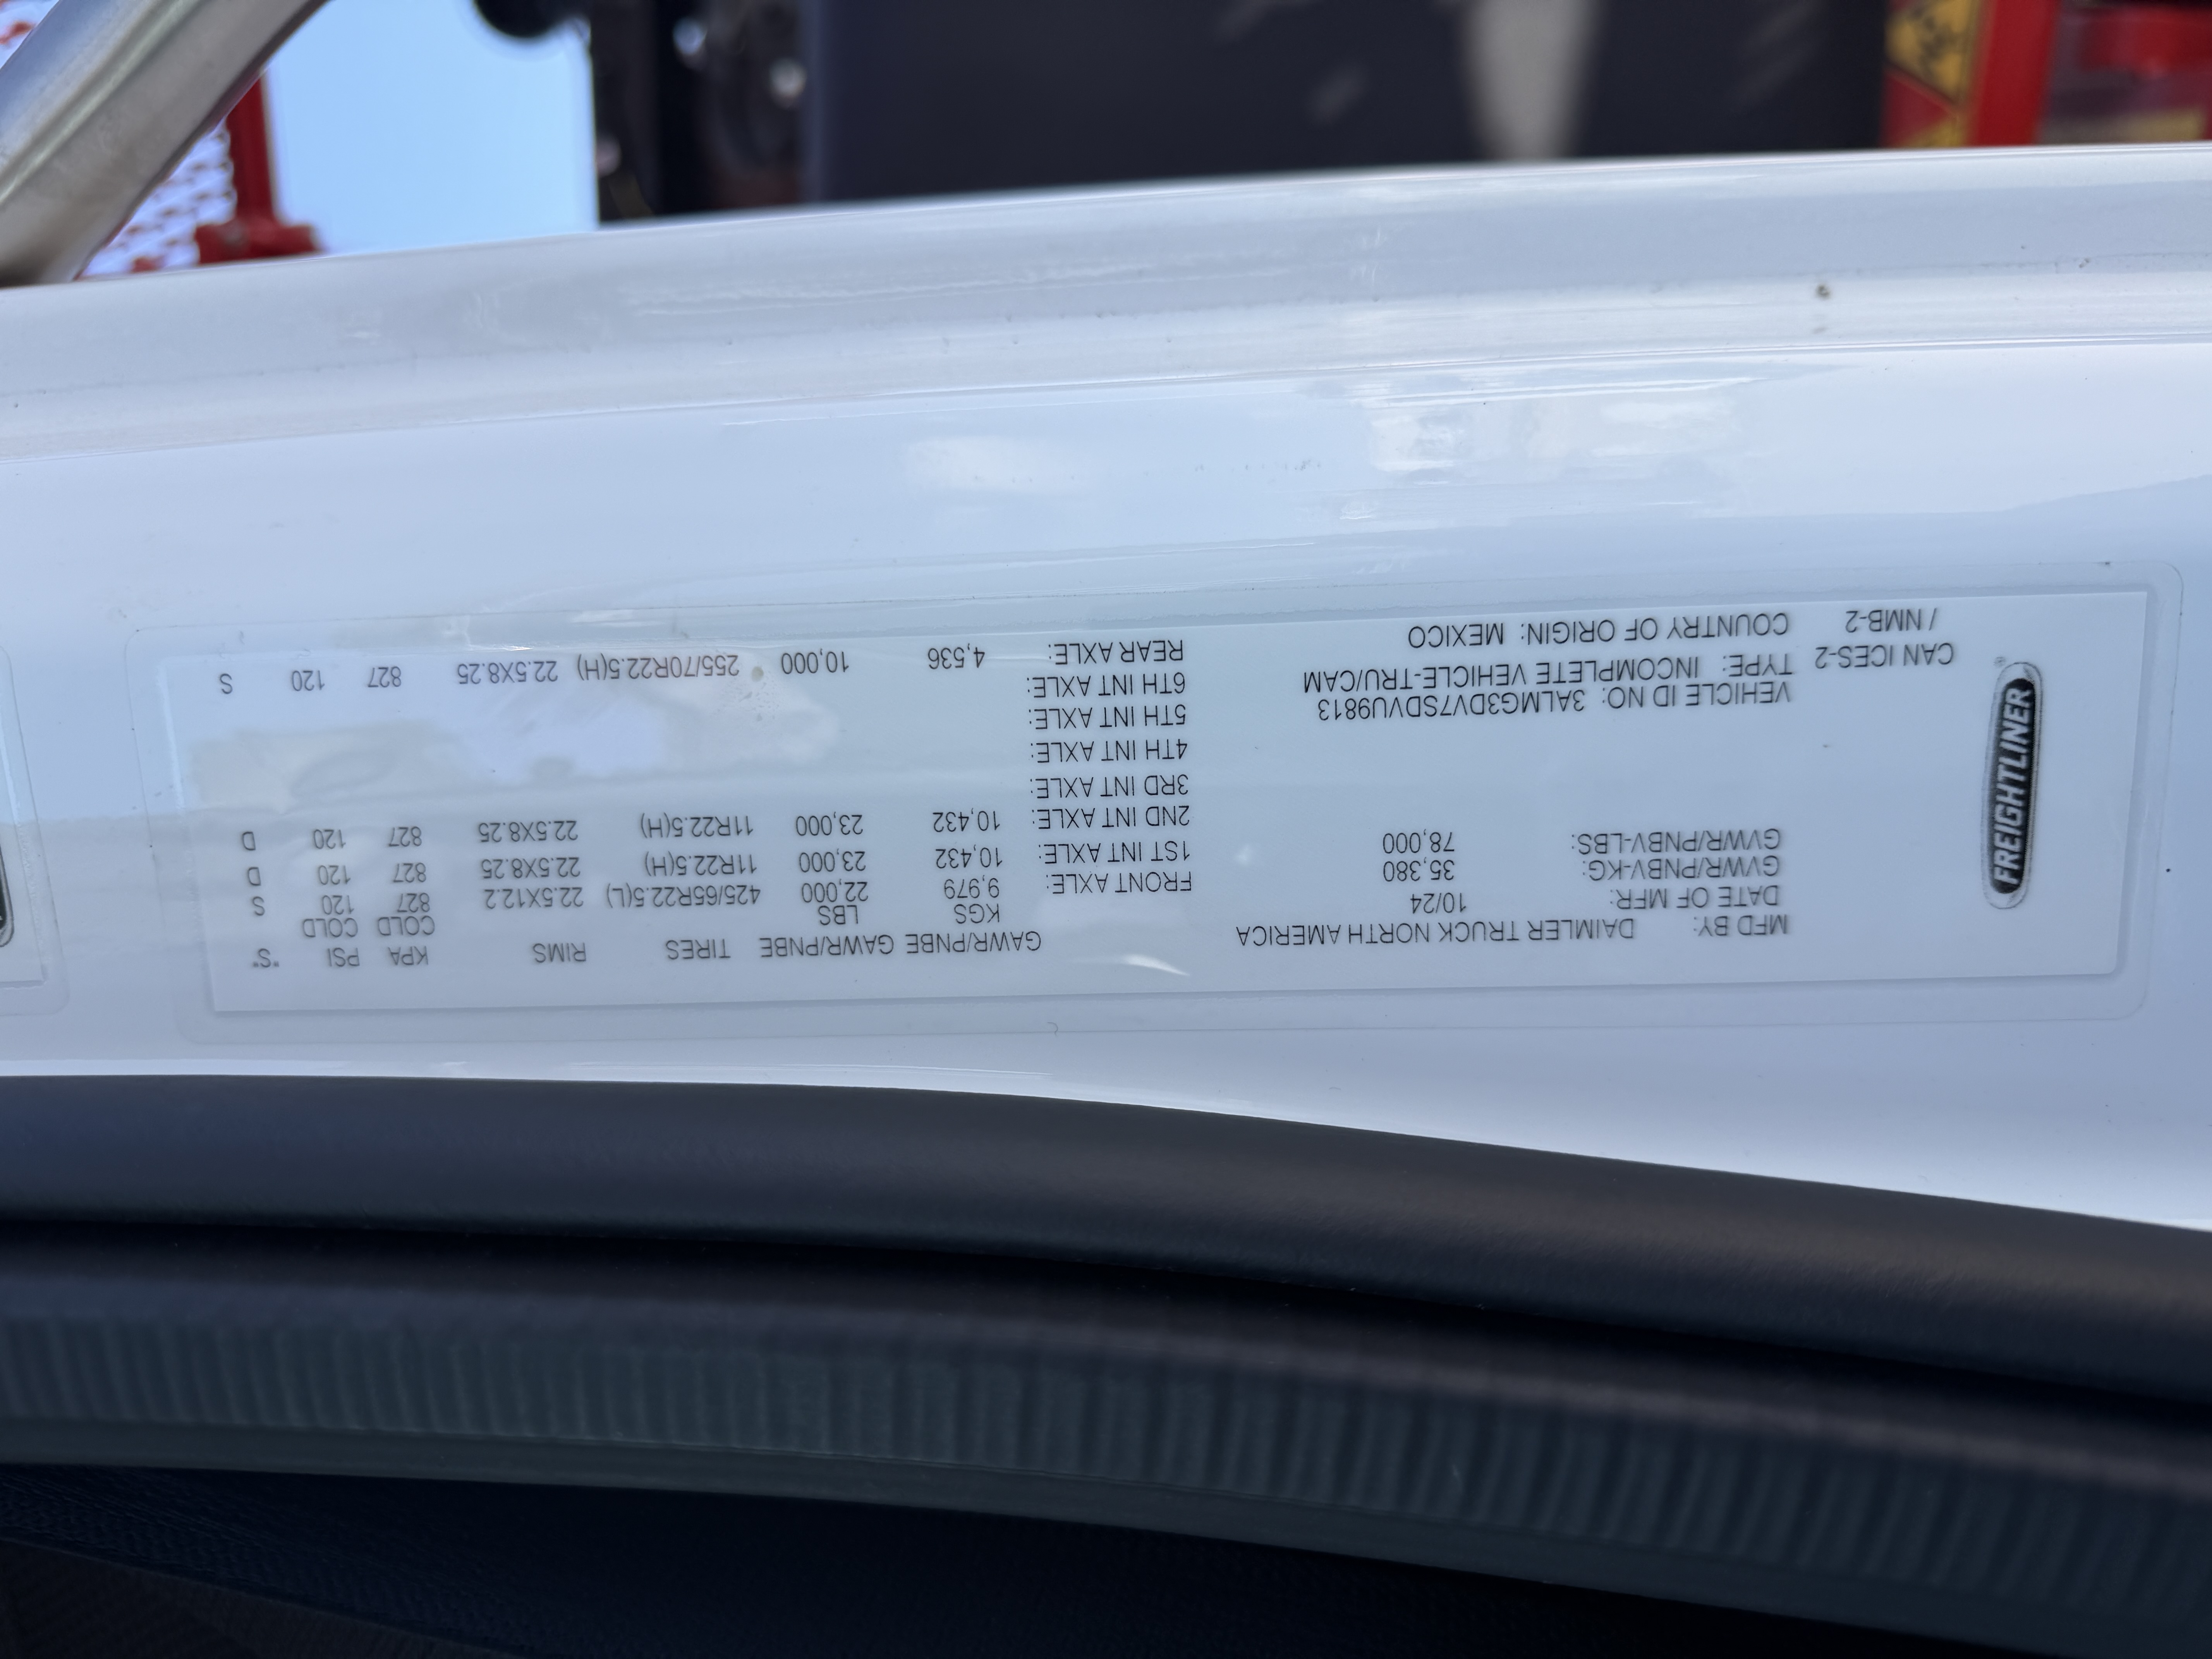 FREIGHTLINER
MFD BY: DAIMLER TRUCK NORTH AMERICA
DATE OF MFR: 10/24
GVWR/PNBV-KG: 35,380
GVWR/PNBV-LBS: 78,000
VEHICLE ID NO: 3ALMG3DV7SDVU9813
CAN ICES-2 TYPE: INCOMPLETE VEHICLE-TRU/CAM
/ NMB-2 COUNTRY OF ORIGIN: MEXICO
GAWR/PNBE GAWR/PNBE TIRES RIMS KPA PSI "S"
KGS LBS COLD COLD
FRONT AXLE: 9,979 22,000 425/65R22.5(L) 22.5X12.2 827 120 S
1ST INT AXLE: 10,432 23,000 11R22.5(H) 22.5X8.25 827 120 D
2ND INT AXLE: 10,432 23,000 11R22.5(H) 22.5X8.25 827 120 D
3RD INT AXLE:
4TH INT AXLE:
5TH INT AXLE:
6TH INT AXLE:
REAR AXLE: 4,536 10,000 255/70R22.5(H) 22.5X8.25 827 120 S